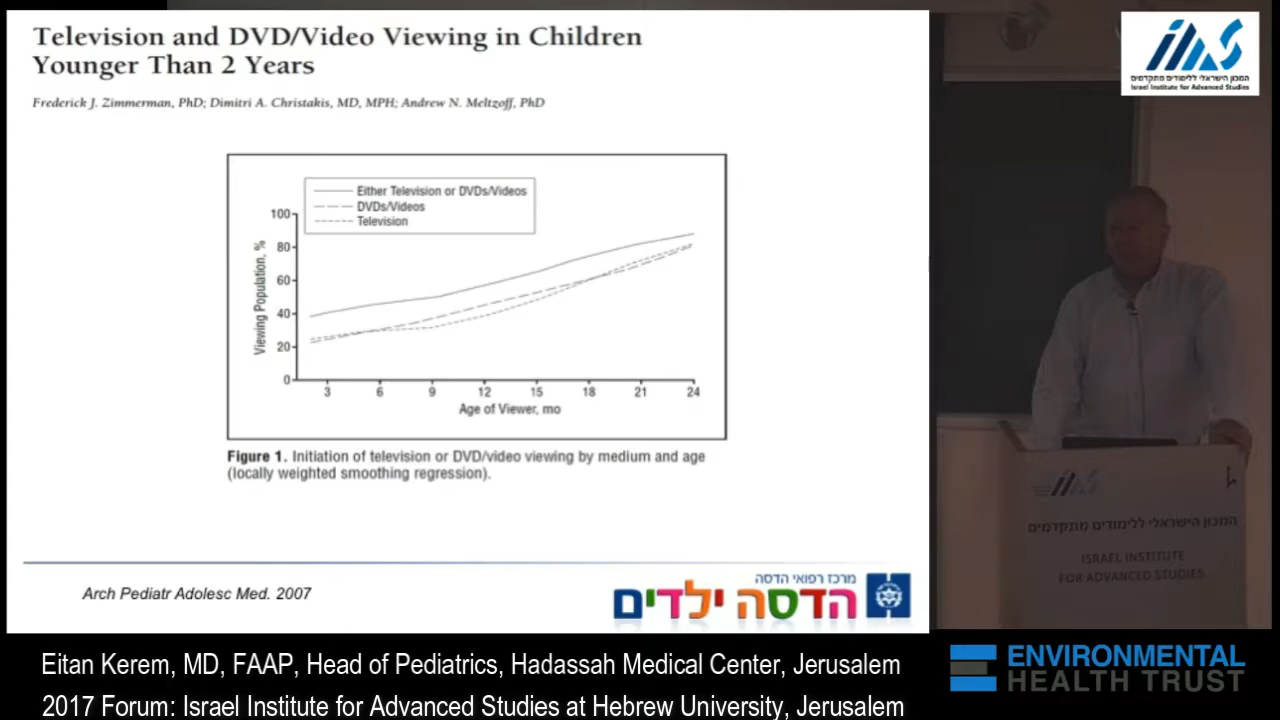 Television and DVD/Video Viewing in Children
Younger Than 2 Years
Frederick J. Zimmerman, PhD; Dimitri A. Christakis, MD, MPH; Andrew N. Meltzoff, PhD
Either Television or DVDs/Videos
DVDs/Videos
Television
Viewing Population, %
100
80
60
40
20
0
3 6 9 12 15 18 21 24
Age of Viewer, mo
Figure 1. Initiation of television or DVD/video viewing by medium and age
(locally weighted smoothing regression).
Arch Pediatr Adolesc Med. 2007
מרכז רפואי הדסה
הדסה ילדים
המכון הישראלי ללימודים מתקדמים
Israel Institute for Advanced Studies
המכון הישראלי ללימודים מתקדמים
ISRAEL INSTITUTE
FOR ADVANCED STUDIES
Eitan Kerem, MD, FAAP, Head of Pediatrics, Hadassah Medical Center, Jerusalem
2017 Forum: Israel Institute for Advanced Studies at Hebrew University, Jerusalem
ENVIRONMENTAL
HEALTH TRUST